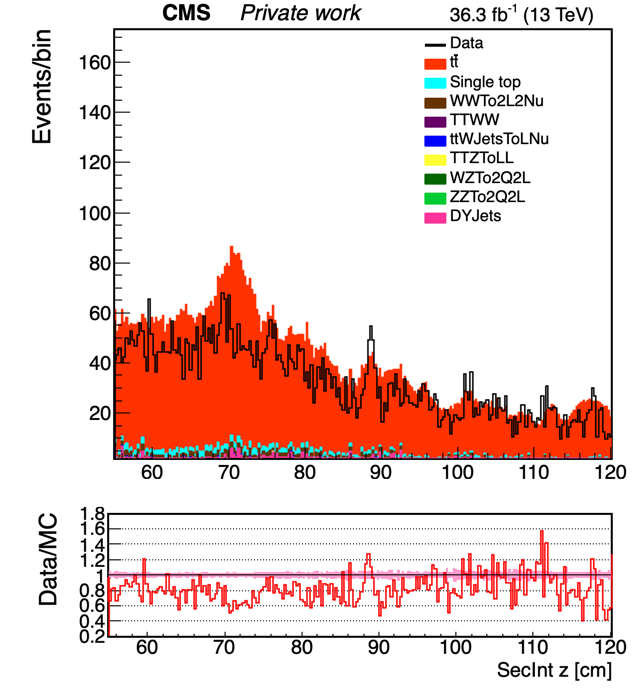 CMS Private work 36.3 fb-1 (13 TeV)
Events/bin
160
140
120
100
80
60
40
20
Data
tt̄
Single top
WWTo2L2Nu
TTWW
ttWJetsToLNu
TTZToLL
WZTo2Q2L
ZZTo2Q2L
DYJets
60 70 80 90 100 110 120
Data/MC
1.8
1.6
1.4
1.2
1
0.8
0.6
0.4
0.2
60 70 80 90 100 110 120
SecInt z [cm]